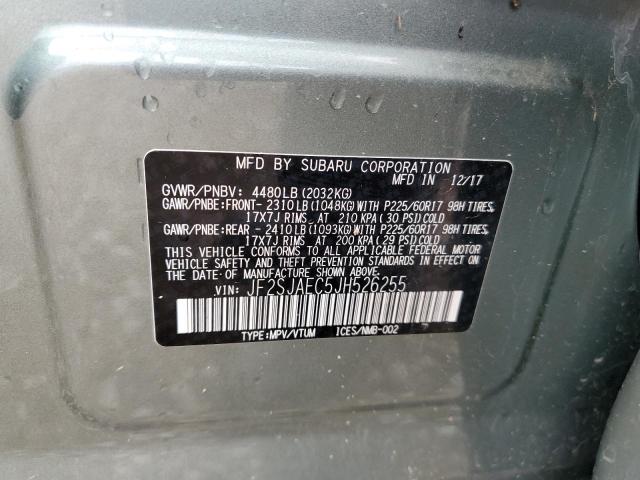 MFD BY SUBARU CORPORATION
MFD IN 12/17
GVWR/PNBV: 4480LB (2032KG)
GAWR/PNBE:FRONT- 2310LB (1048KG) WITH P225/60R17 98H TIRES,
17X7J RIMS AT 210 KPA (30 PSI)COLD
GAWR/PNBE:REAR - 2410LB (1093KG) WITH P225/60R17 98H TIRES,
17X7J RIMS AT 200 KPA (29 PSI)COLD
THIS VEHICLE CONFORMS TO ALL APPLICABLE FEDERAL MOTOR
VEHICLE SAFETY AND BUMPER STANDARDS IN EFFECT ON
THE DATE OF MANUFACTURE SHOWN ABOVE.
VIN: JF2SJAEC5JH526255
TYPE:MPV/VTUM ICES/NMB-002